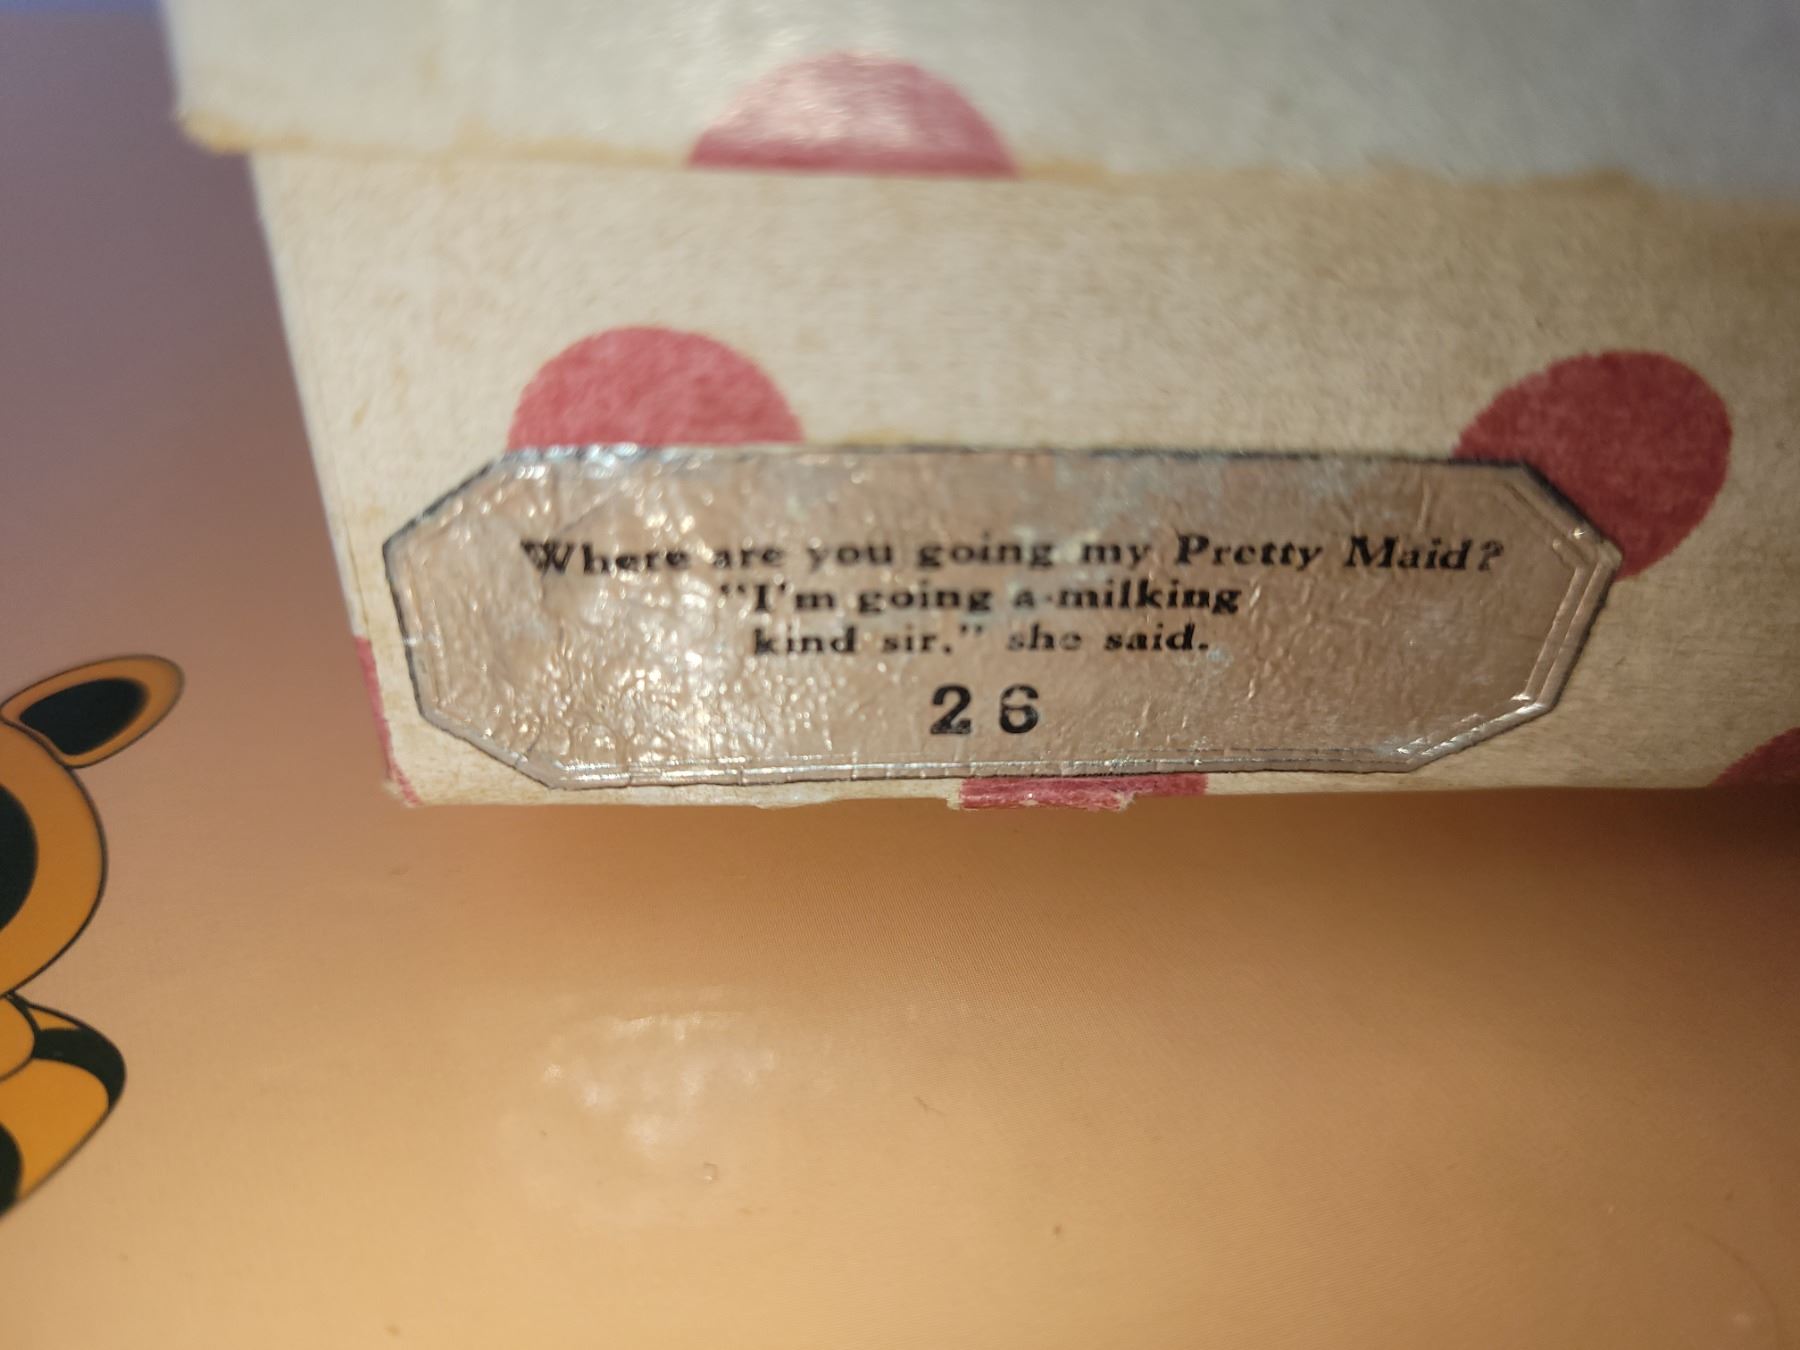 Where are you going my Pretty Maid?
"I'm going a-milking
kind sir." she said.
26